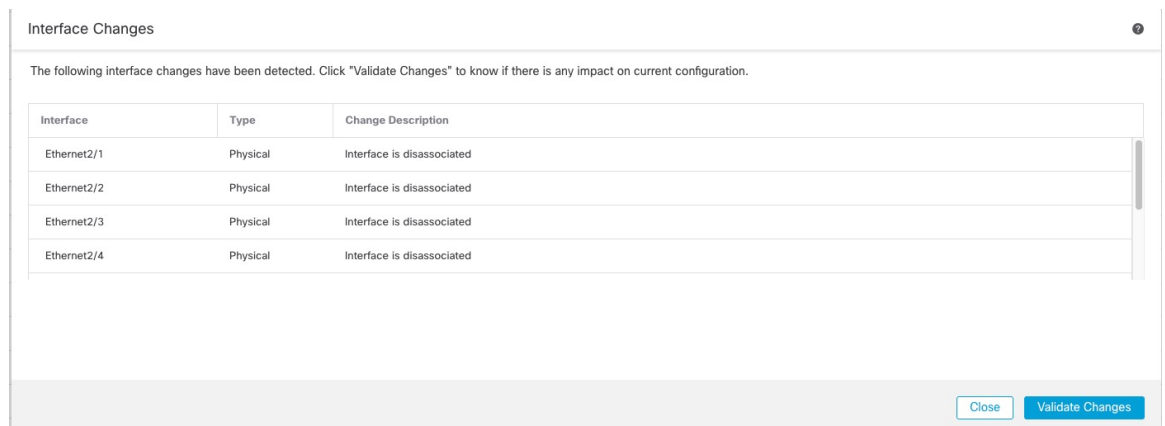 Interface Changes
?
The following interface changes have been detected. Click "Validate Changes" to know if there is any impact on current configuration.
Interface Type Change Description
Ethernet2/1 Physical Interface is disassociated
Ethernet2/2 Physical Interface is disassociated
Ethernet2/3 Physical Interface is disassociated
Ethernet2/4 Physical Interface is disassociated
Close Validate Changes